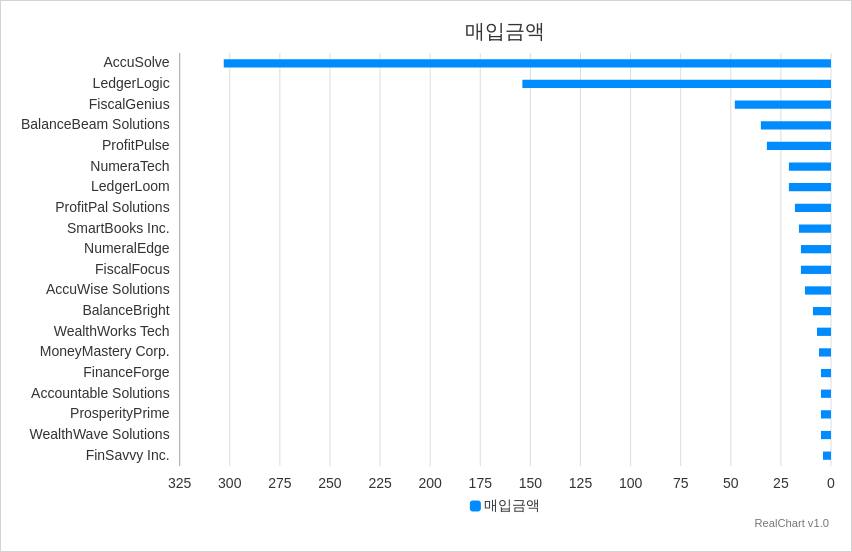 매입금액
AccuSolve
LedgerLogic
FiscalGenius
BalanceBeam Solutions
ProfitPulse
NumeraTech
LedgerLoom
ProfitPal Solutions
SmartBooks Inc.
NumeralEdge
FiscalFocus
AccuWise Solutions
BalanceBright
WealthWorks Tech
MoneyMastery Corp.
FinanceForge
Accountable Solutions
ProsperityPrime
WealthWave Solutions
FinSavvy Inc.
325 300 275 250 225 200 175 150 125 100 75 50 25 0
매입금액
RealChart v1.0